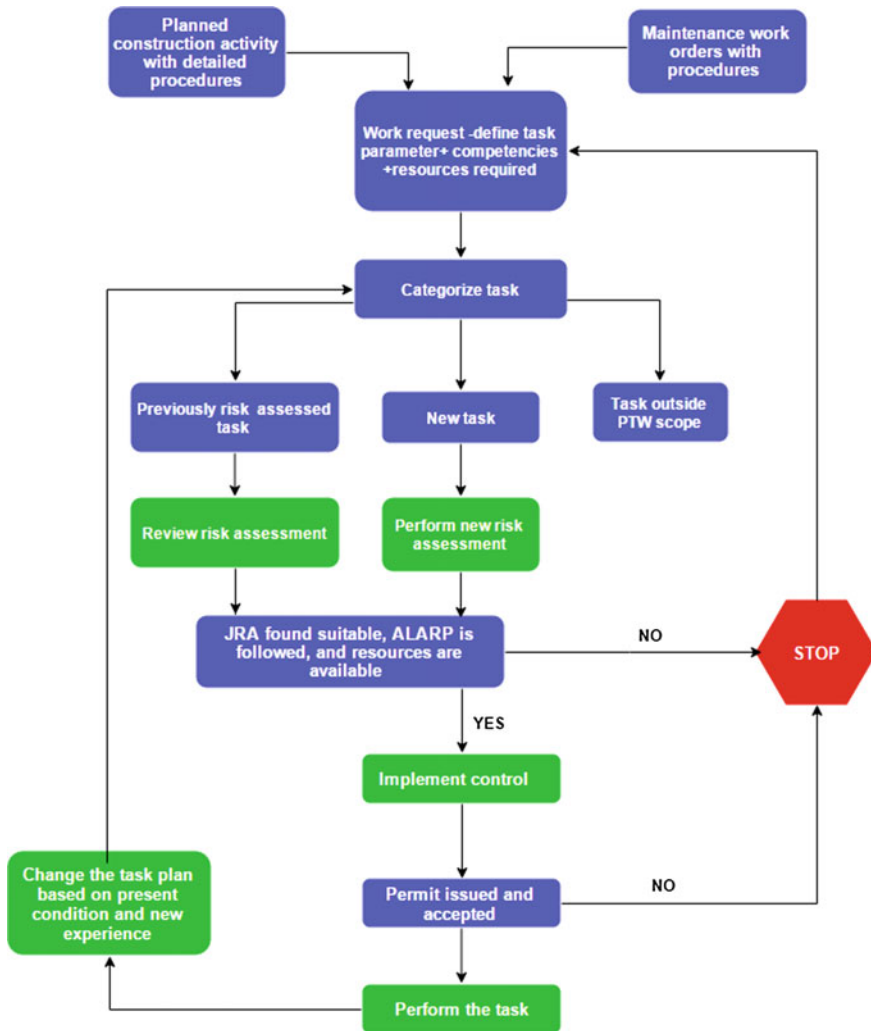 Planned
construction activity
with detailed
procedures
Maintenance work
orders with
procedures
Work request -define task
parameter+ competencies
+resources required
Categorize task
Previously risk assessed
task
New task
Task outside
PTW scope
Review risk assessment
Perform new risk
assessment
JRA found suitable, ALARP is
followed, and resources are
available
NO
STOP
YES
Implement control
Change the task plan
based on present
condition and new
experience
Permit issued and
accepted
NO
Perform the task